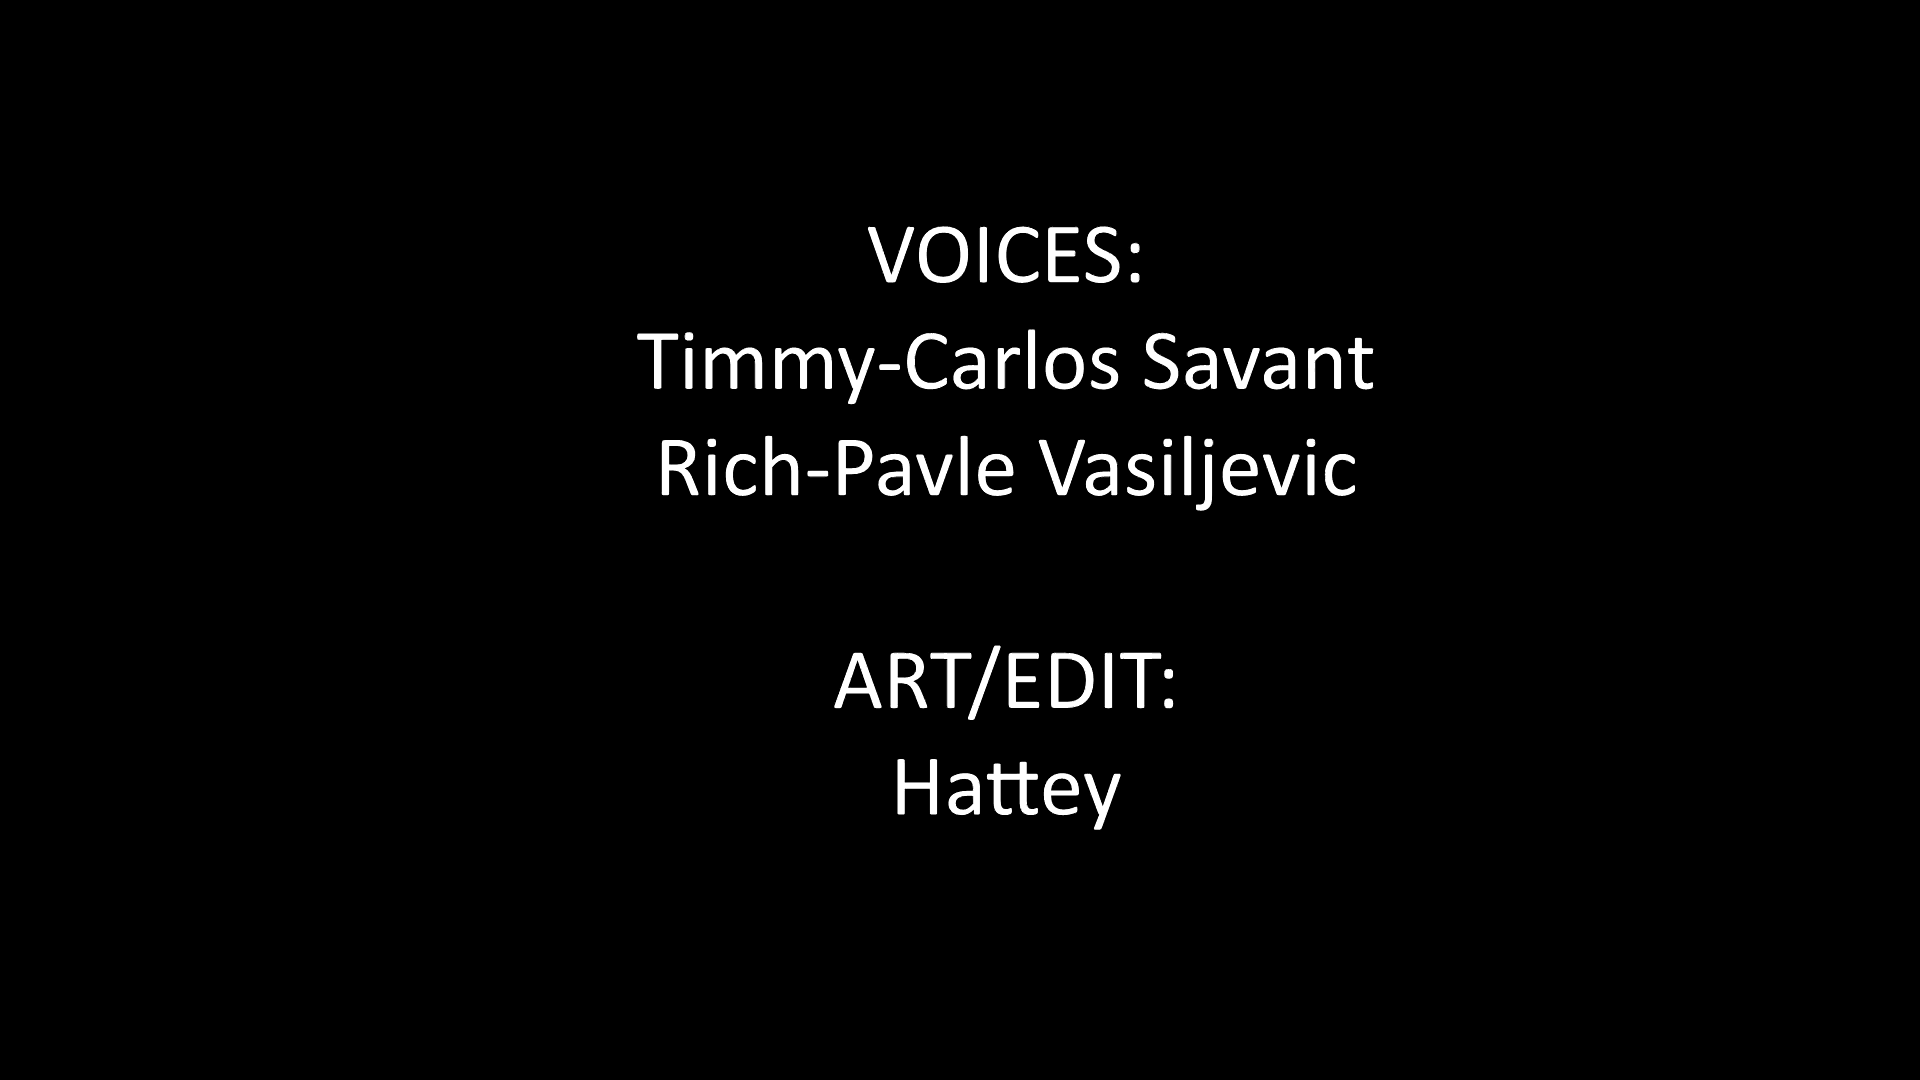 VOICES:
Timmy-Carlos Savant
Rich-Pavle Vasiljevic
ART/EDIT:
Hattey